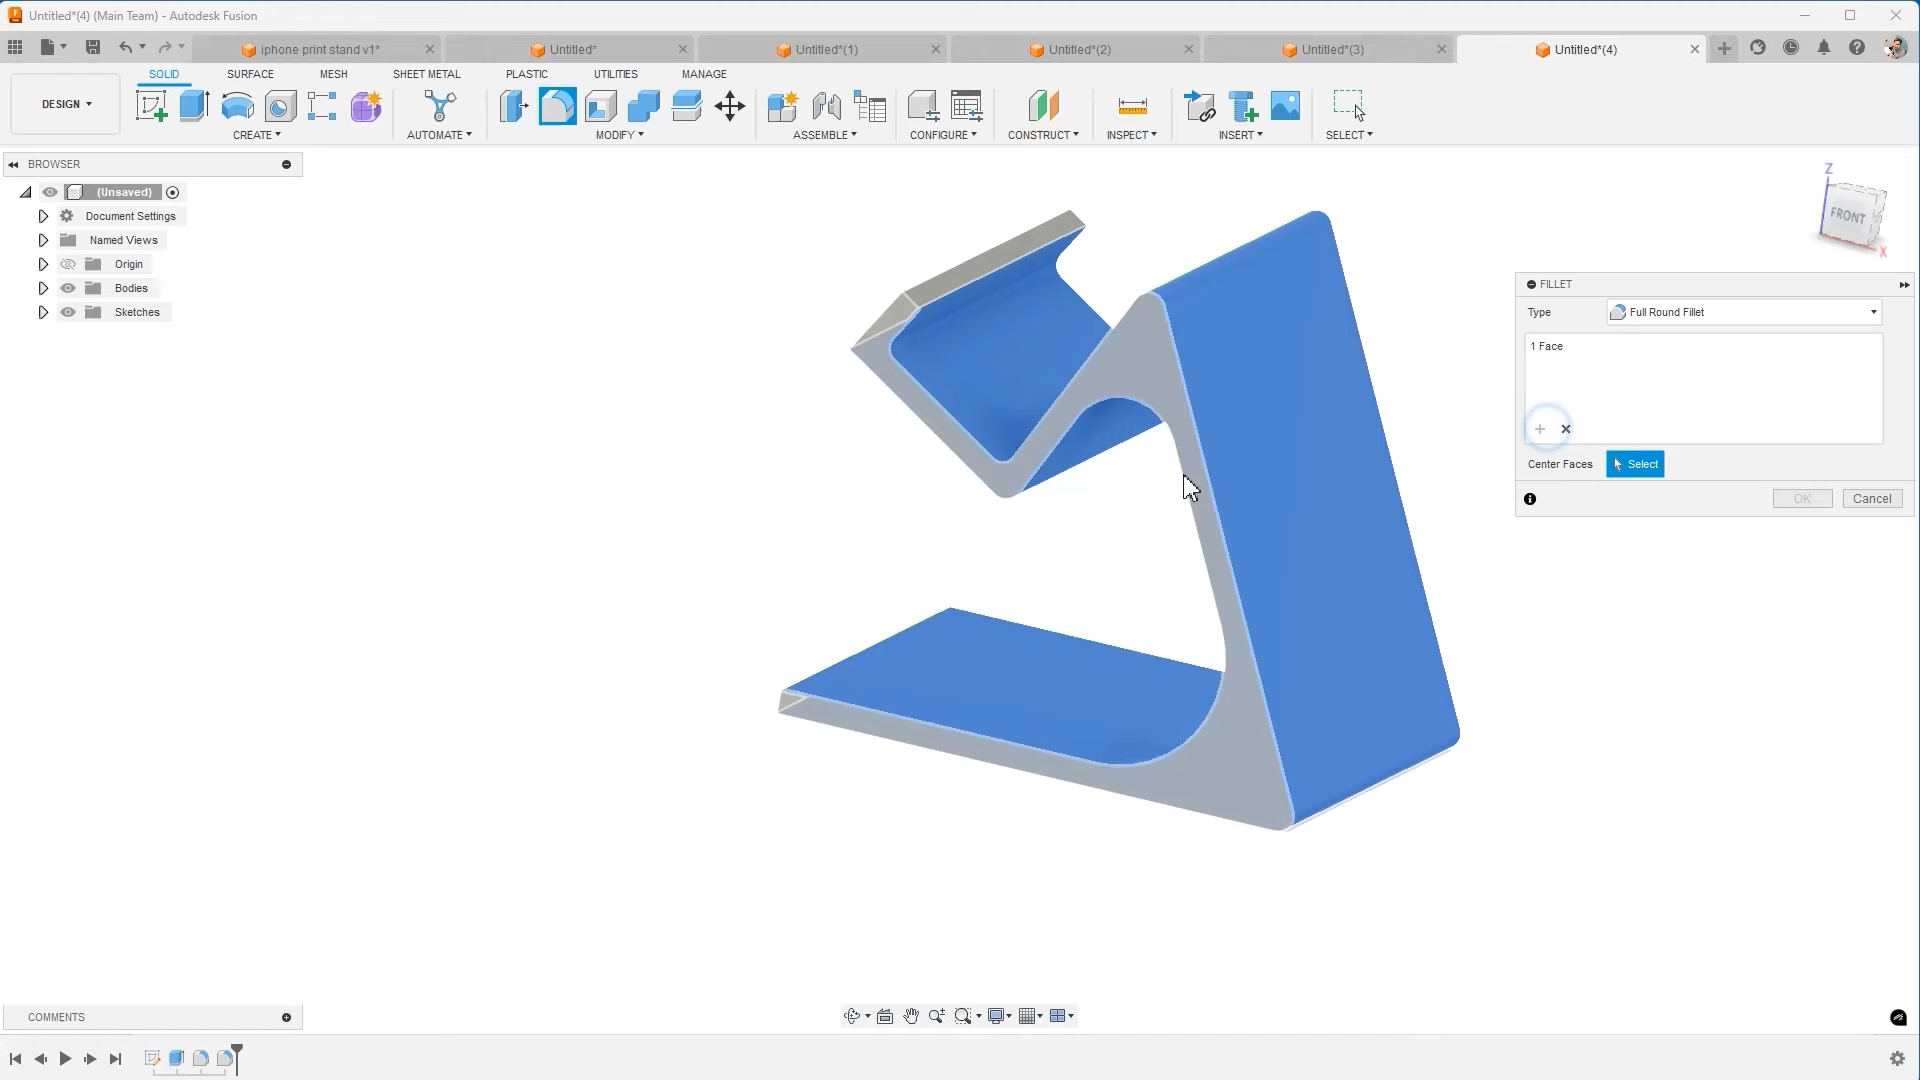 Untitled*(4) (Main Team) - Autodesk Fusion
iphone print stand v1*
Untitled*
Untitled*(1)
Untitled*(2)
Untitled*(3)
Untitled*(4)
DESIGN
SOLID
SURFACE
MESH
SHEET METAL
PLASTIC
UTILITIES
MANAGE
CREATE
AUTOMATE
MODIFY
ASSEMBLE
CONFIGURE
CONSTRUCT
INSPECT
INSERT
SELECT
BROWSER
(Unsaved)
Document Settings
Named Views
Origin
Bodies
Sketches
Z
FRONT
X
FILLET
Type
Full Round Fillet
1 Face
Center Faces
Select
OK
Cancel
COMMENTS